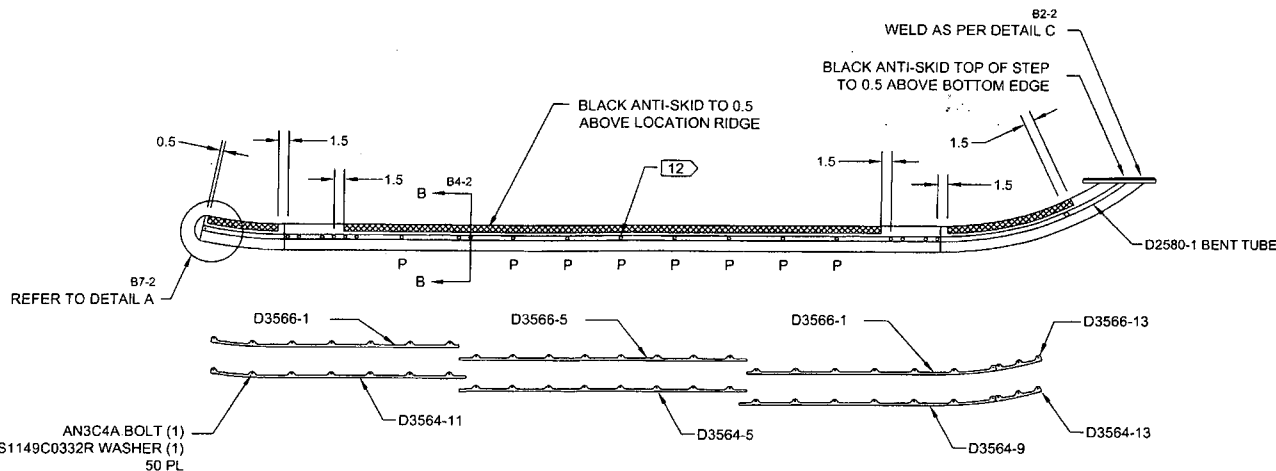 B2-2
WELD AS PER DETAIL C
BLACK ANTI-SKID TOP OF STEP
TO 0.5 ABOVE BOTTOM EDGE
BLACK ANTI-SKID TO 0.5
ABOVE LOCATION RIDGE
0.5
1.5
1.5
B
B4-2
12
1.5
1.5
1.5
D2580-1 BENT TUBE
P
P
P
P
P
P
P
P
B
B7-2
REFER TO DETAIL A
D3566-1
D3566-5
D3566-1
D3566-13
D3564-11
D3564-5
D3564-9
D3564-13
AN3C4A BOLT (1)
S1149C0332R WASHER (1)
50 PL